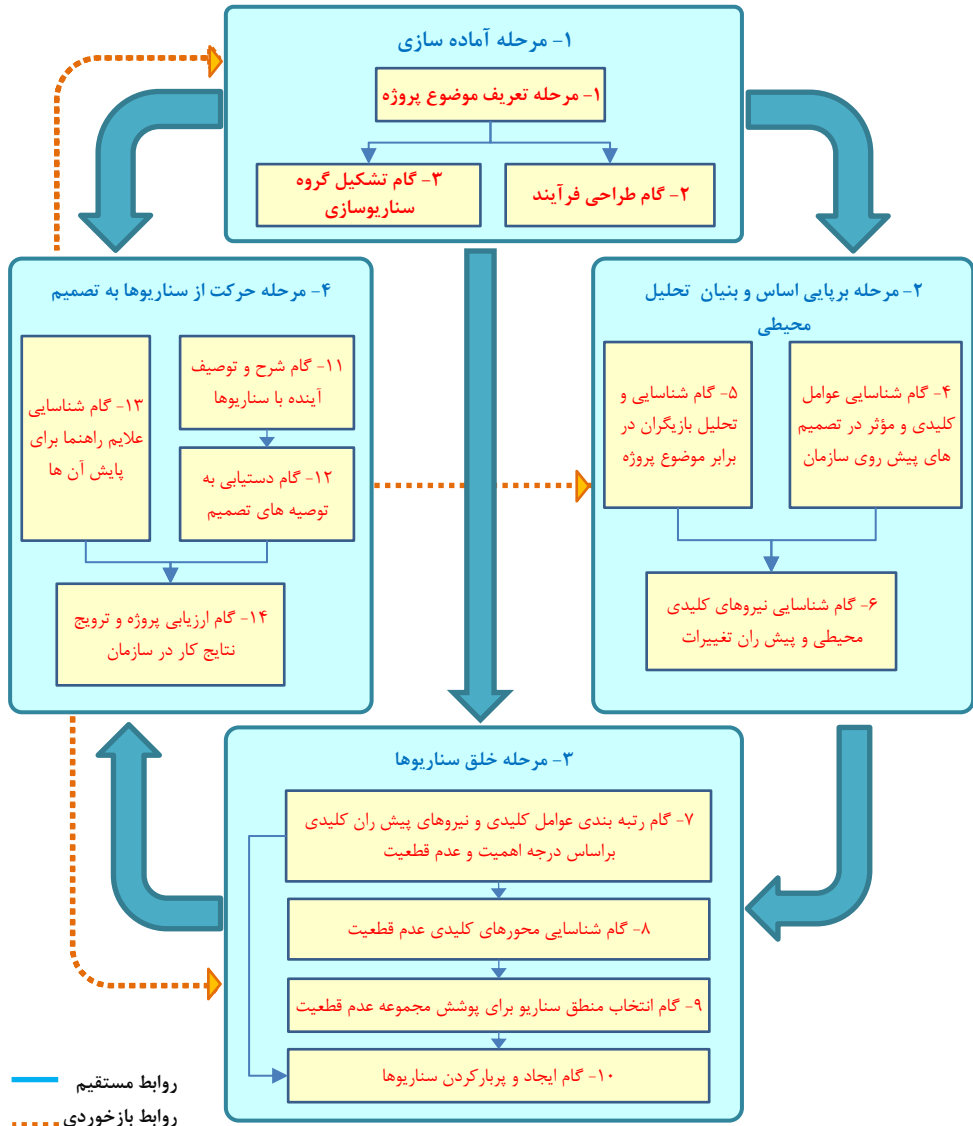 ۱- مرحله آماده سازی
۱- مرحله تعریف موضوع پروژه
۲- گام طراحی فرآیند
۳- گام تشکیل گروه
سناریوسازی
۲- مرحله برپایی اساس و بنیان تحلیل
محیطی
۴- گام شناسایی عوامل
کلیدی و مؤثر در تصمیم
های پیش روی سازمان
۵- گام شناسایی و
تحلیل بازیگران در
برابر موضوع پروژه
۶- گام شناسایی نیروهای کلیدی
محیطی و پیش ران تغییرات
۴- مرحله حرکت از سناریوها به تصمیم
۱۱- گام شرح و توصیف
آینده با سناریوها
۱۲- گام دستیابی به
توصیه های تصمیم
۱۳- گام شناسایی
علایم راهنما برای
پایش آن ها
۱۴- گام ارزیابی پروژه و ترویج
نتایج کار در سازمان
۳- مرحله خلق سناریوها
۷- گام رتبه بندی عوامل کلیدی و نیروهای پیش ران کلیدی
براساس درجه اهمیت و عدم قطعیت
۸- گام شناسایی محورهای کلیدی عدم قطعیت
۹- گام انتخاب منطق سناریو برای پوشش مجموعه عدم قطعیت
۱۰- گام ایجاد و پربارکردن سناریوها
روابط مستقیم
روابط بازخوردی